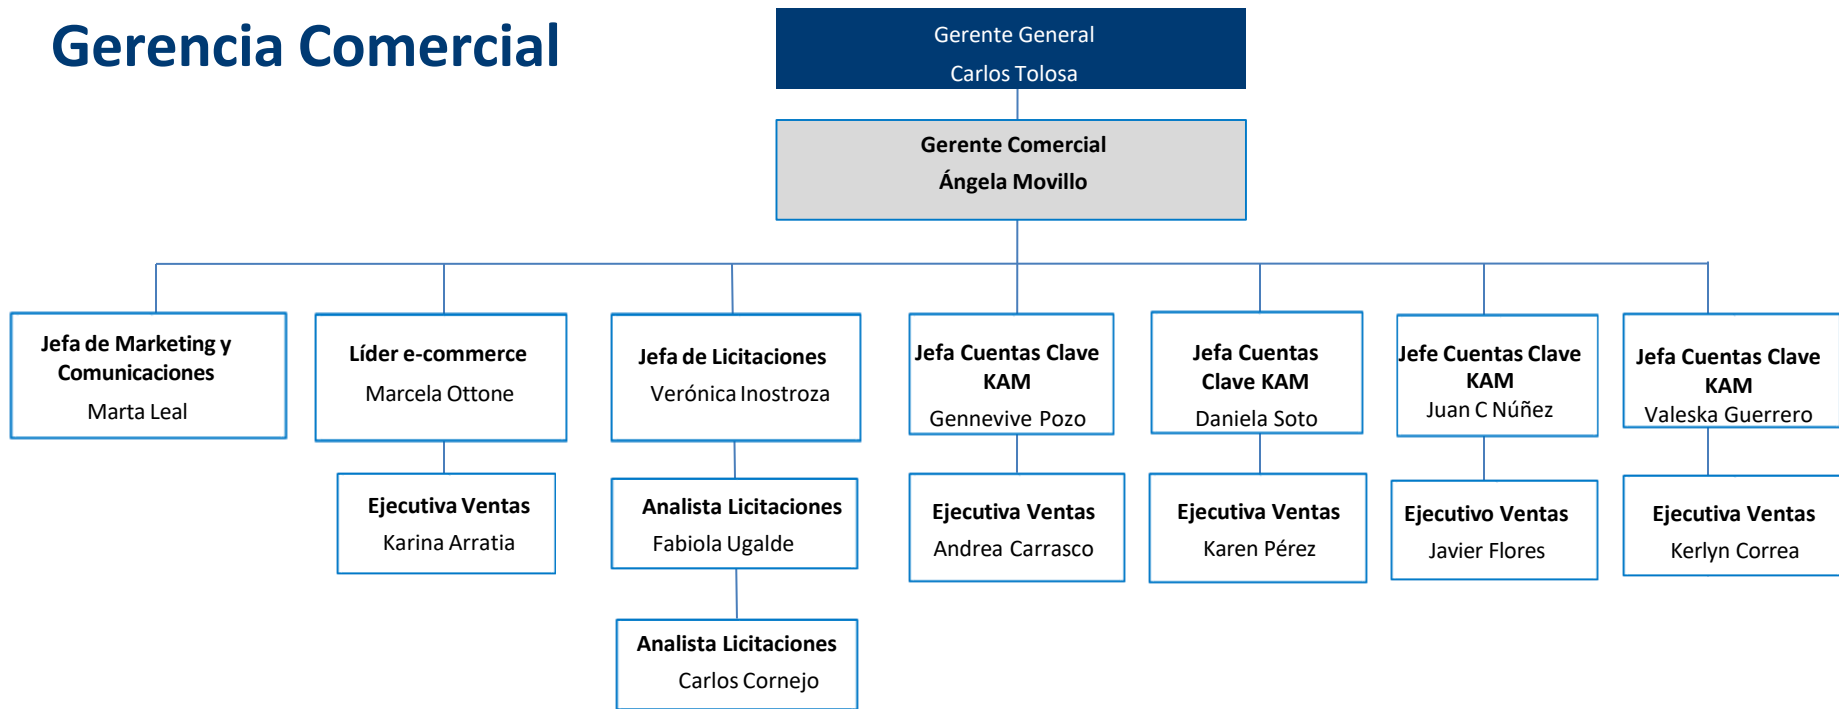 Gerencia Comercial
Gerente General
Carlos Tolosa
Gerente Comercial
Ángela Movillo
Jefa de Marketing y
Comunicaciones
Marta Leal
Líder e-commerce
Marcela Ottone
Jefa de Licitaciones
Verónica Inostroza
Jefa Cuentas Clave
KAM
Gennevive Pozo
Jefa Cuentas
Clave KAM
Daniela Soto
Jefe Cuentas Clave
KAM
Juan C Núñez
Jefa Cuentas Clave
KAM
Valeska Guerrero
Ejecutiva Ventas
Karina Arratia
Analista Licitaciones
Fabiola Ugalde
Ejecutiva Ventas
Andrea Carrasco
Ejecutiva Ventas
Karen Pérez
Ejecutivo Ventas
Javier Flores
Ejecutiva Ventas
Kerlyn Correa
Analista Licitaciones
Carlos Cornejo